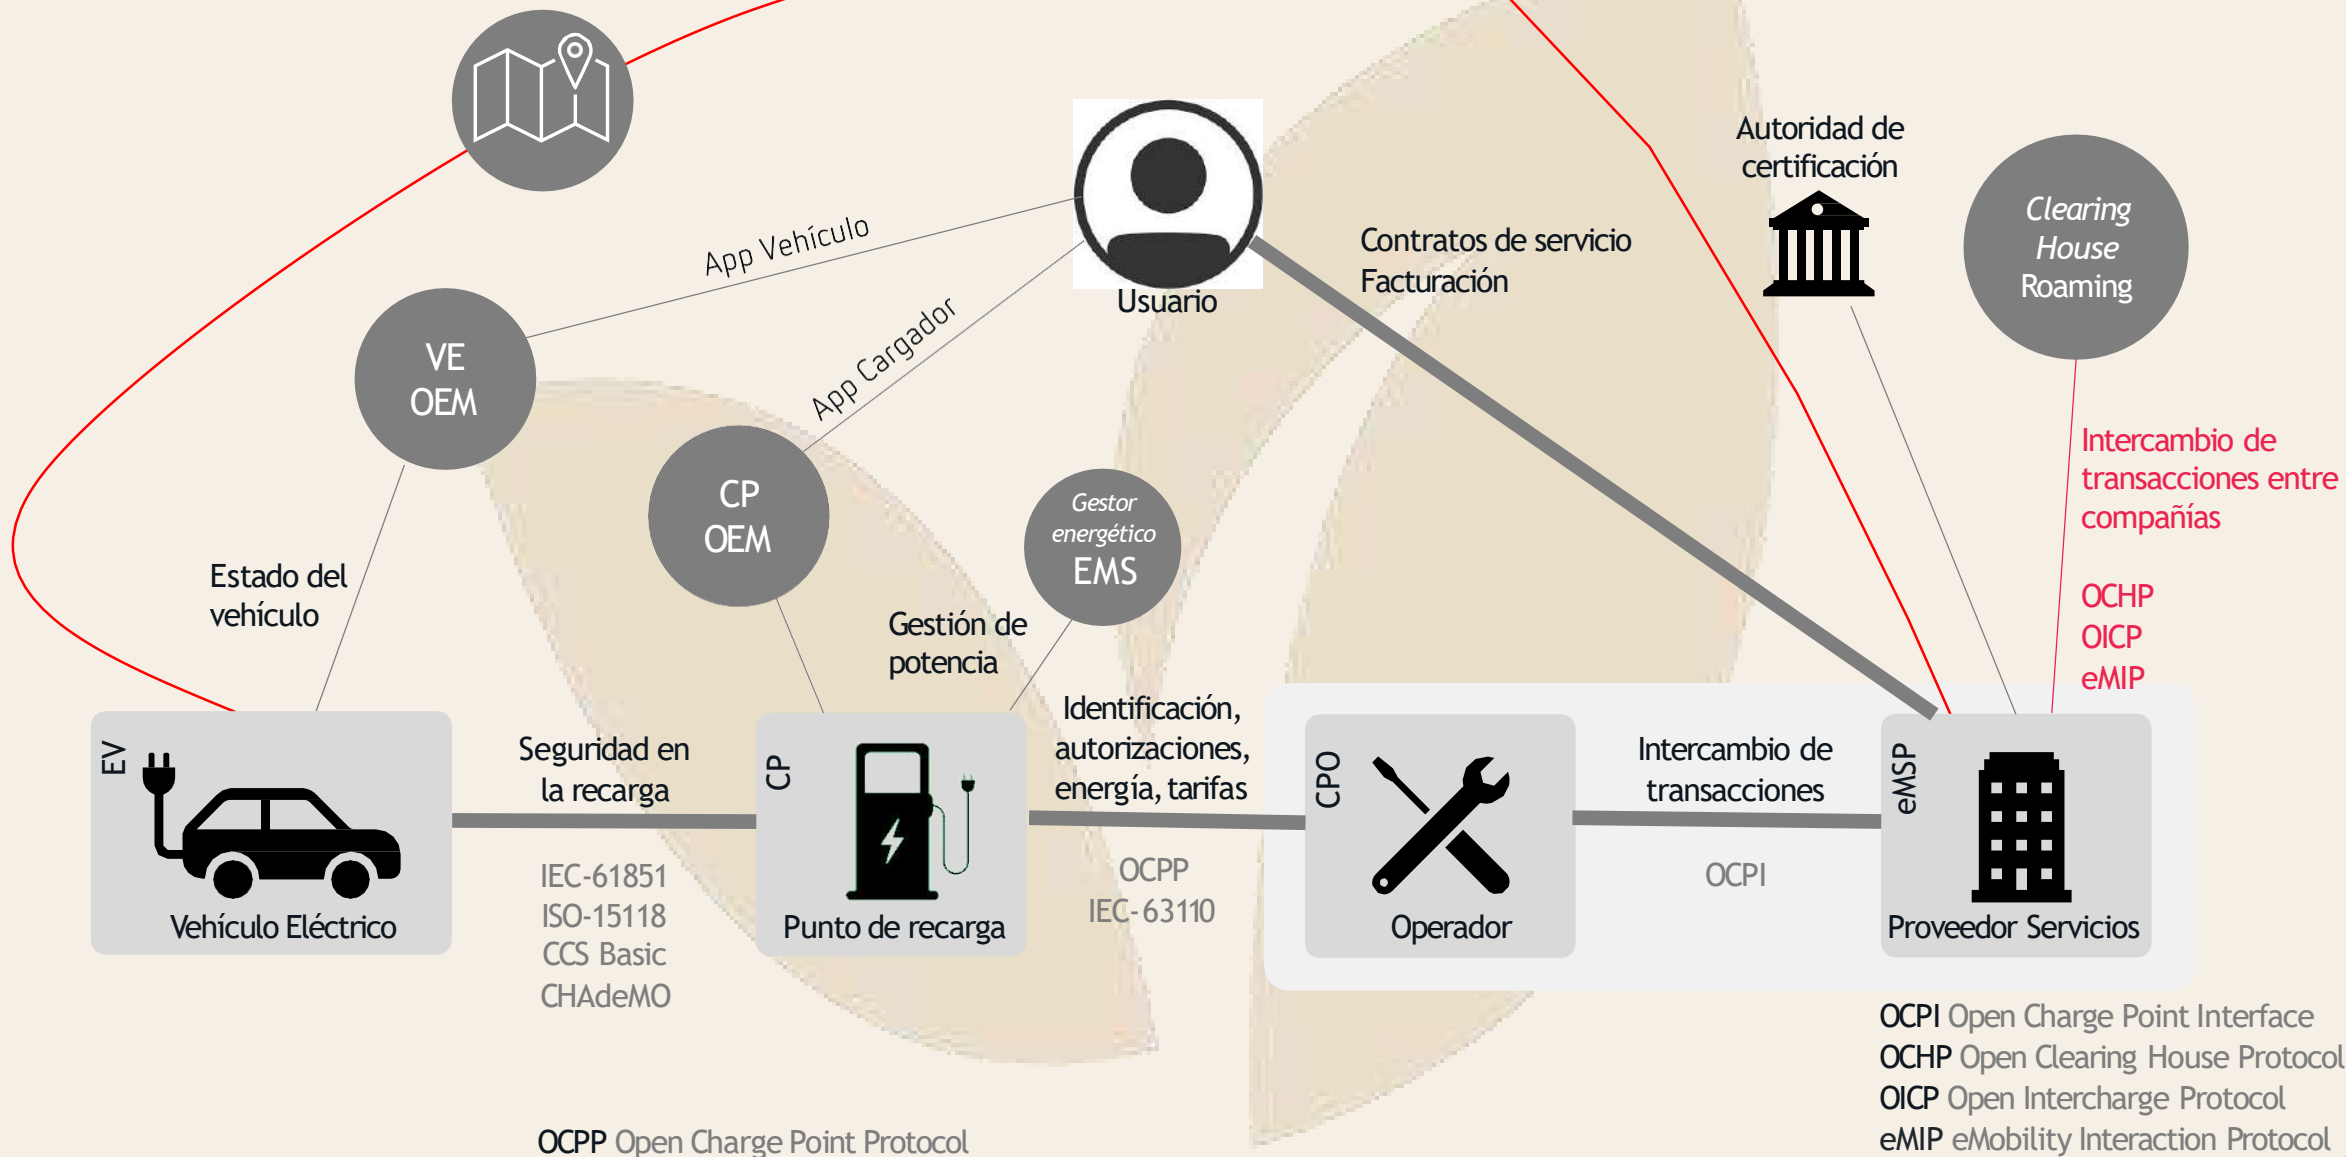 Autoridad de
certificación
Clearing
House
Roaming
App Vehículo
Contratos de servicio
Facturación
Usuario
App Cargador
VE
OEM
CP
OEM
Gestor
energético
EMS
Intercambio de
transacciones entre
compañías
OCHP
OICP
eMIP
Estado del
vehículo
Gestión de
potencia
EV
Vehículo Eléctrico
Seguridad en
la recarga
IEC-61851
ISO-15118
CCS Basic
CHAdeMO
CP
Punto de recarga
Identificación,
autorizaciones,
energía, tarifas
OCPP
IEC-63110
CPO
Operador
Intercambio de
transacciones
OCPI
eMSP
Proveedor Servicios
OCPI Open Charge Point Interface
OCHP Open Clearing House Protocol
OICP Open Intercharge Protocol
eMIP eMobility Interaction Protocol
OCPP Open Charge Point Protocol